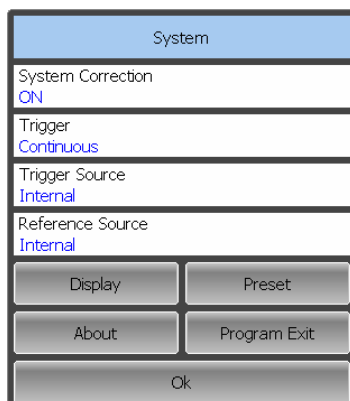 System
System Correction
ON
Trigger
Continuous
Trigger Source
Internal
Reference Source
Internal
Display
Preset
About
Program Exit
Ok